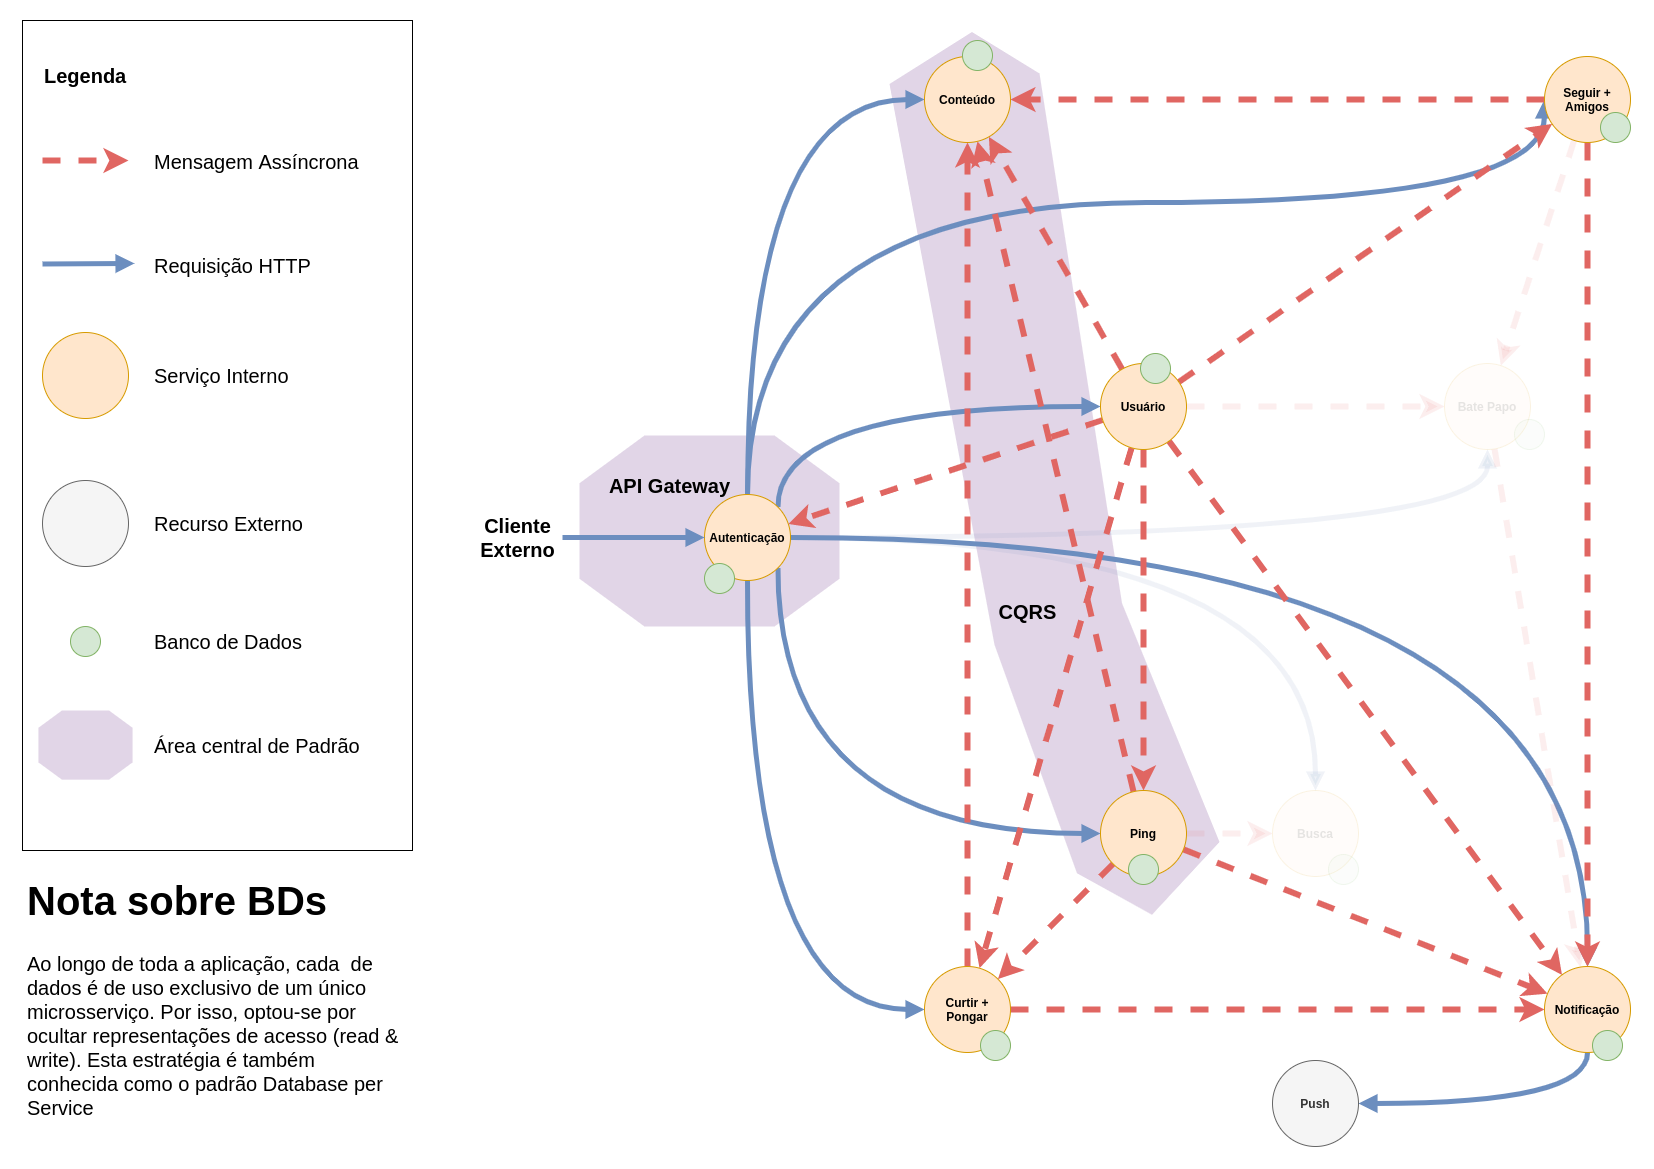 Legenda
Mensagem Assíncrona
Requisição HTTP
Serviço Interno
Recurso Externo
Banco de Dados
Área central de Padrão
Nota sobre BDs
Ao longo de toda a aplicação, cada  de
dados é de uso exclusivo de um único
microsserviço. Por isso, optou-se por
ocultar representações de acesso (read &
write). Esta estratégia é também
conhecida como o padrão Database per
Service
Cliente
Externo
API Gateway
Autenticação
Conteúdo
Seguir +
Amigos
Usuário
Bate Papo
CQRS
Ping
Busca
Curtir +
Pongar
Notificação
Push